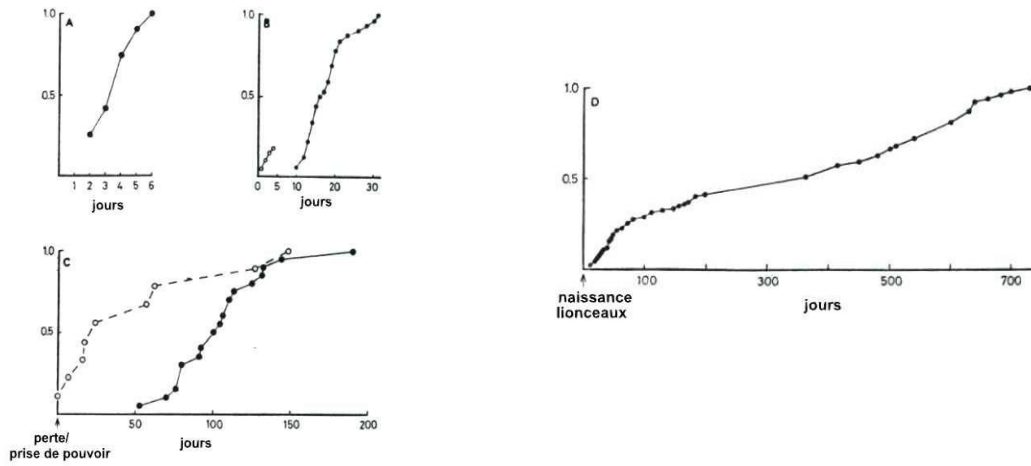 A
1.0
0.5
1 2 3 4 5 6
jours
B
1.0
0.5
0 5 10 20 30
jours
C
1.0
0.5
50 100 150 200
perte/
prise de pouvoir
jours
D
1.0
0.5
100 300 500 700
naissance
lionceaux
jours